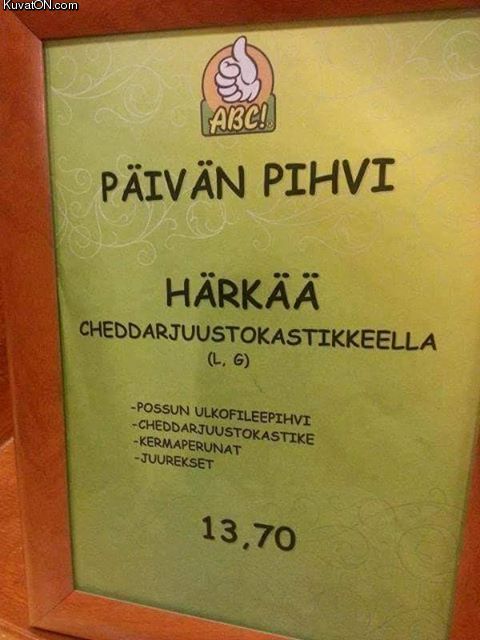 KuvatON.com
ABC!
PÄIVÄN PIHVI
HÄRKÄÄ
CHEDDARJUUSTOKASTIKKEELLA
(L, G)
-POSSUN ULKOFILEEPIHVI
-CHEDDARJUUSTOKASTIKE
-KERMAPERUNAT
-JUUREKSET
13,70